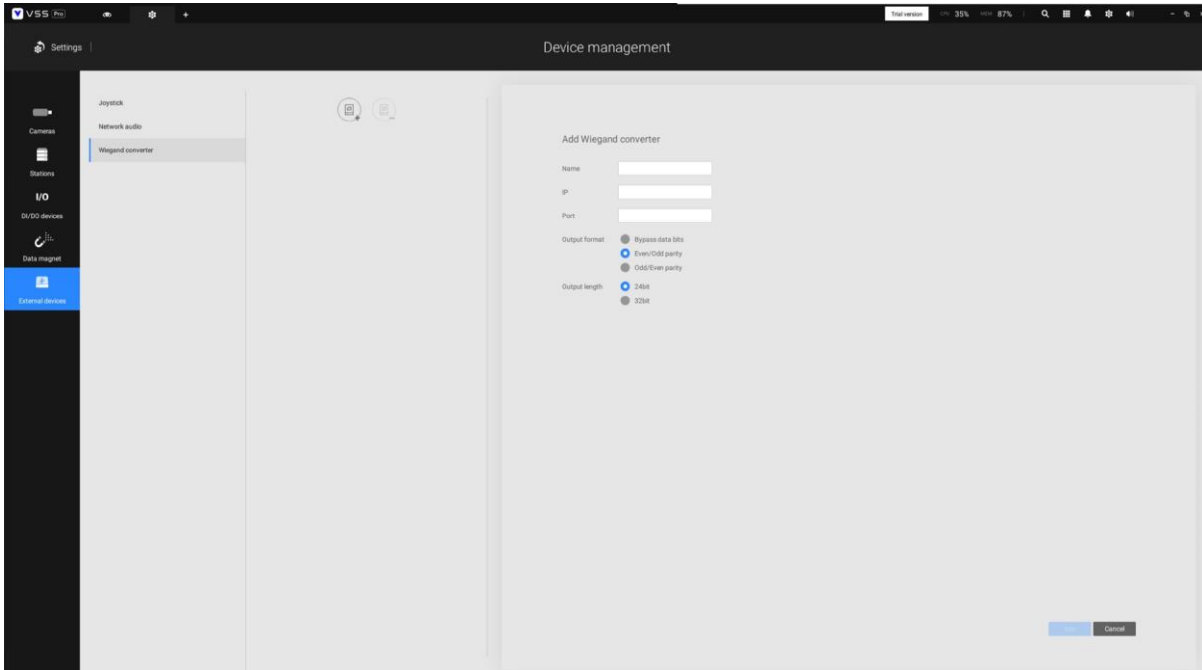 VSS Pro
Trial version CPU 35% MEM 87%
Settings
Device management
Cameras
Stations
I/O
DI/DO devices
Data magnet
External devices
Joystick
Network audio
Wiegand converter
Add Wiegand converter
Name
IP
Port
Output format Bypass data bits
Even/Odd parity
Odd/Even parity
Output length 24bit
32bit
Cancel